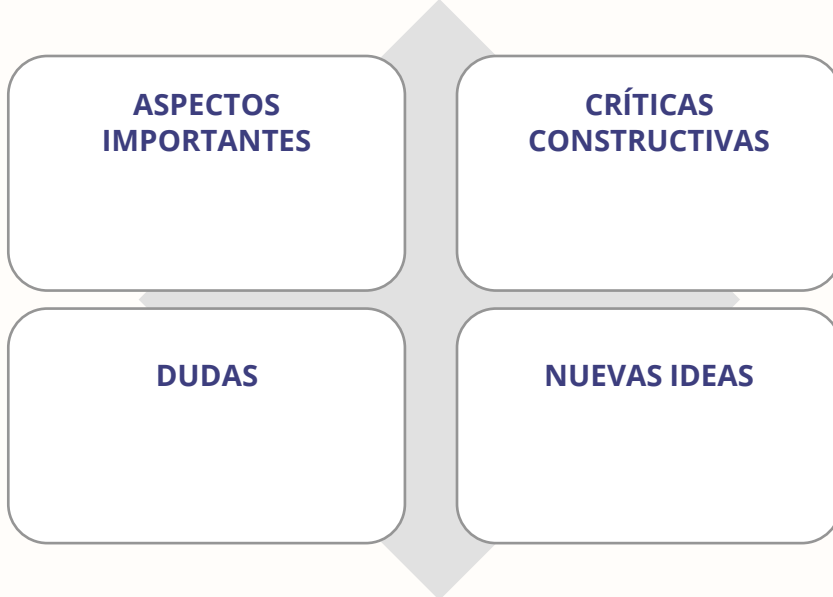 ASPECTOS
IMPORTANTES
CRÍTICAS
CONSTRUCTIVAS
DUDAS
NUEVAS IDEAS